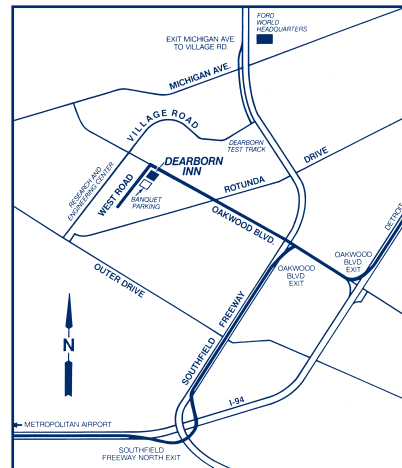 FORD
WORLD
HEADQUARTERS
EXIT MICHIGAN AVE.
TO VILLAGE RD.
MICHIGAN AVE.
VILLAGE ROAD
DEARBORN
TEST TRACK
DEARBORN
INN
RESEARCH AND
ENGINEERING CENTER
WEST ROAD
BANQUET
PARKING
ROTUNDA DRIVE
OAKWOOD BLVD.
DETROIT
OAKWOOD
BLVD.
EXIT
OAKWOOD
BLVD
EXIT
OUTER DRIVE
SOUTHFIELD FREEWAY
N
I-94
METROPOLITAN AIRPORT
SOUTHFIELD
FREEWAY NORTH EXIT